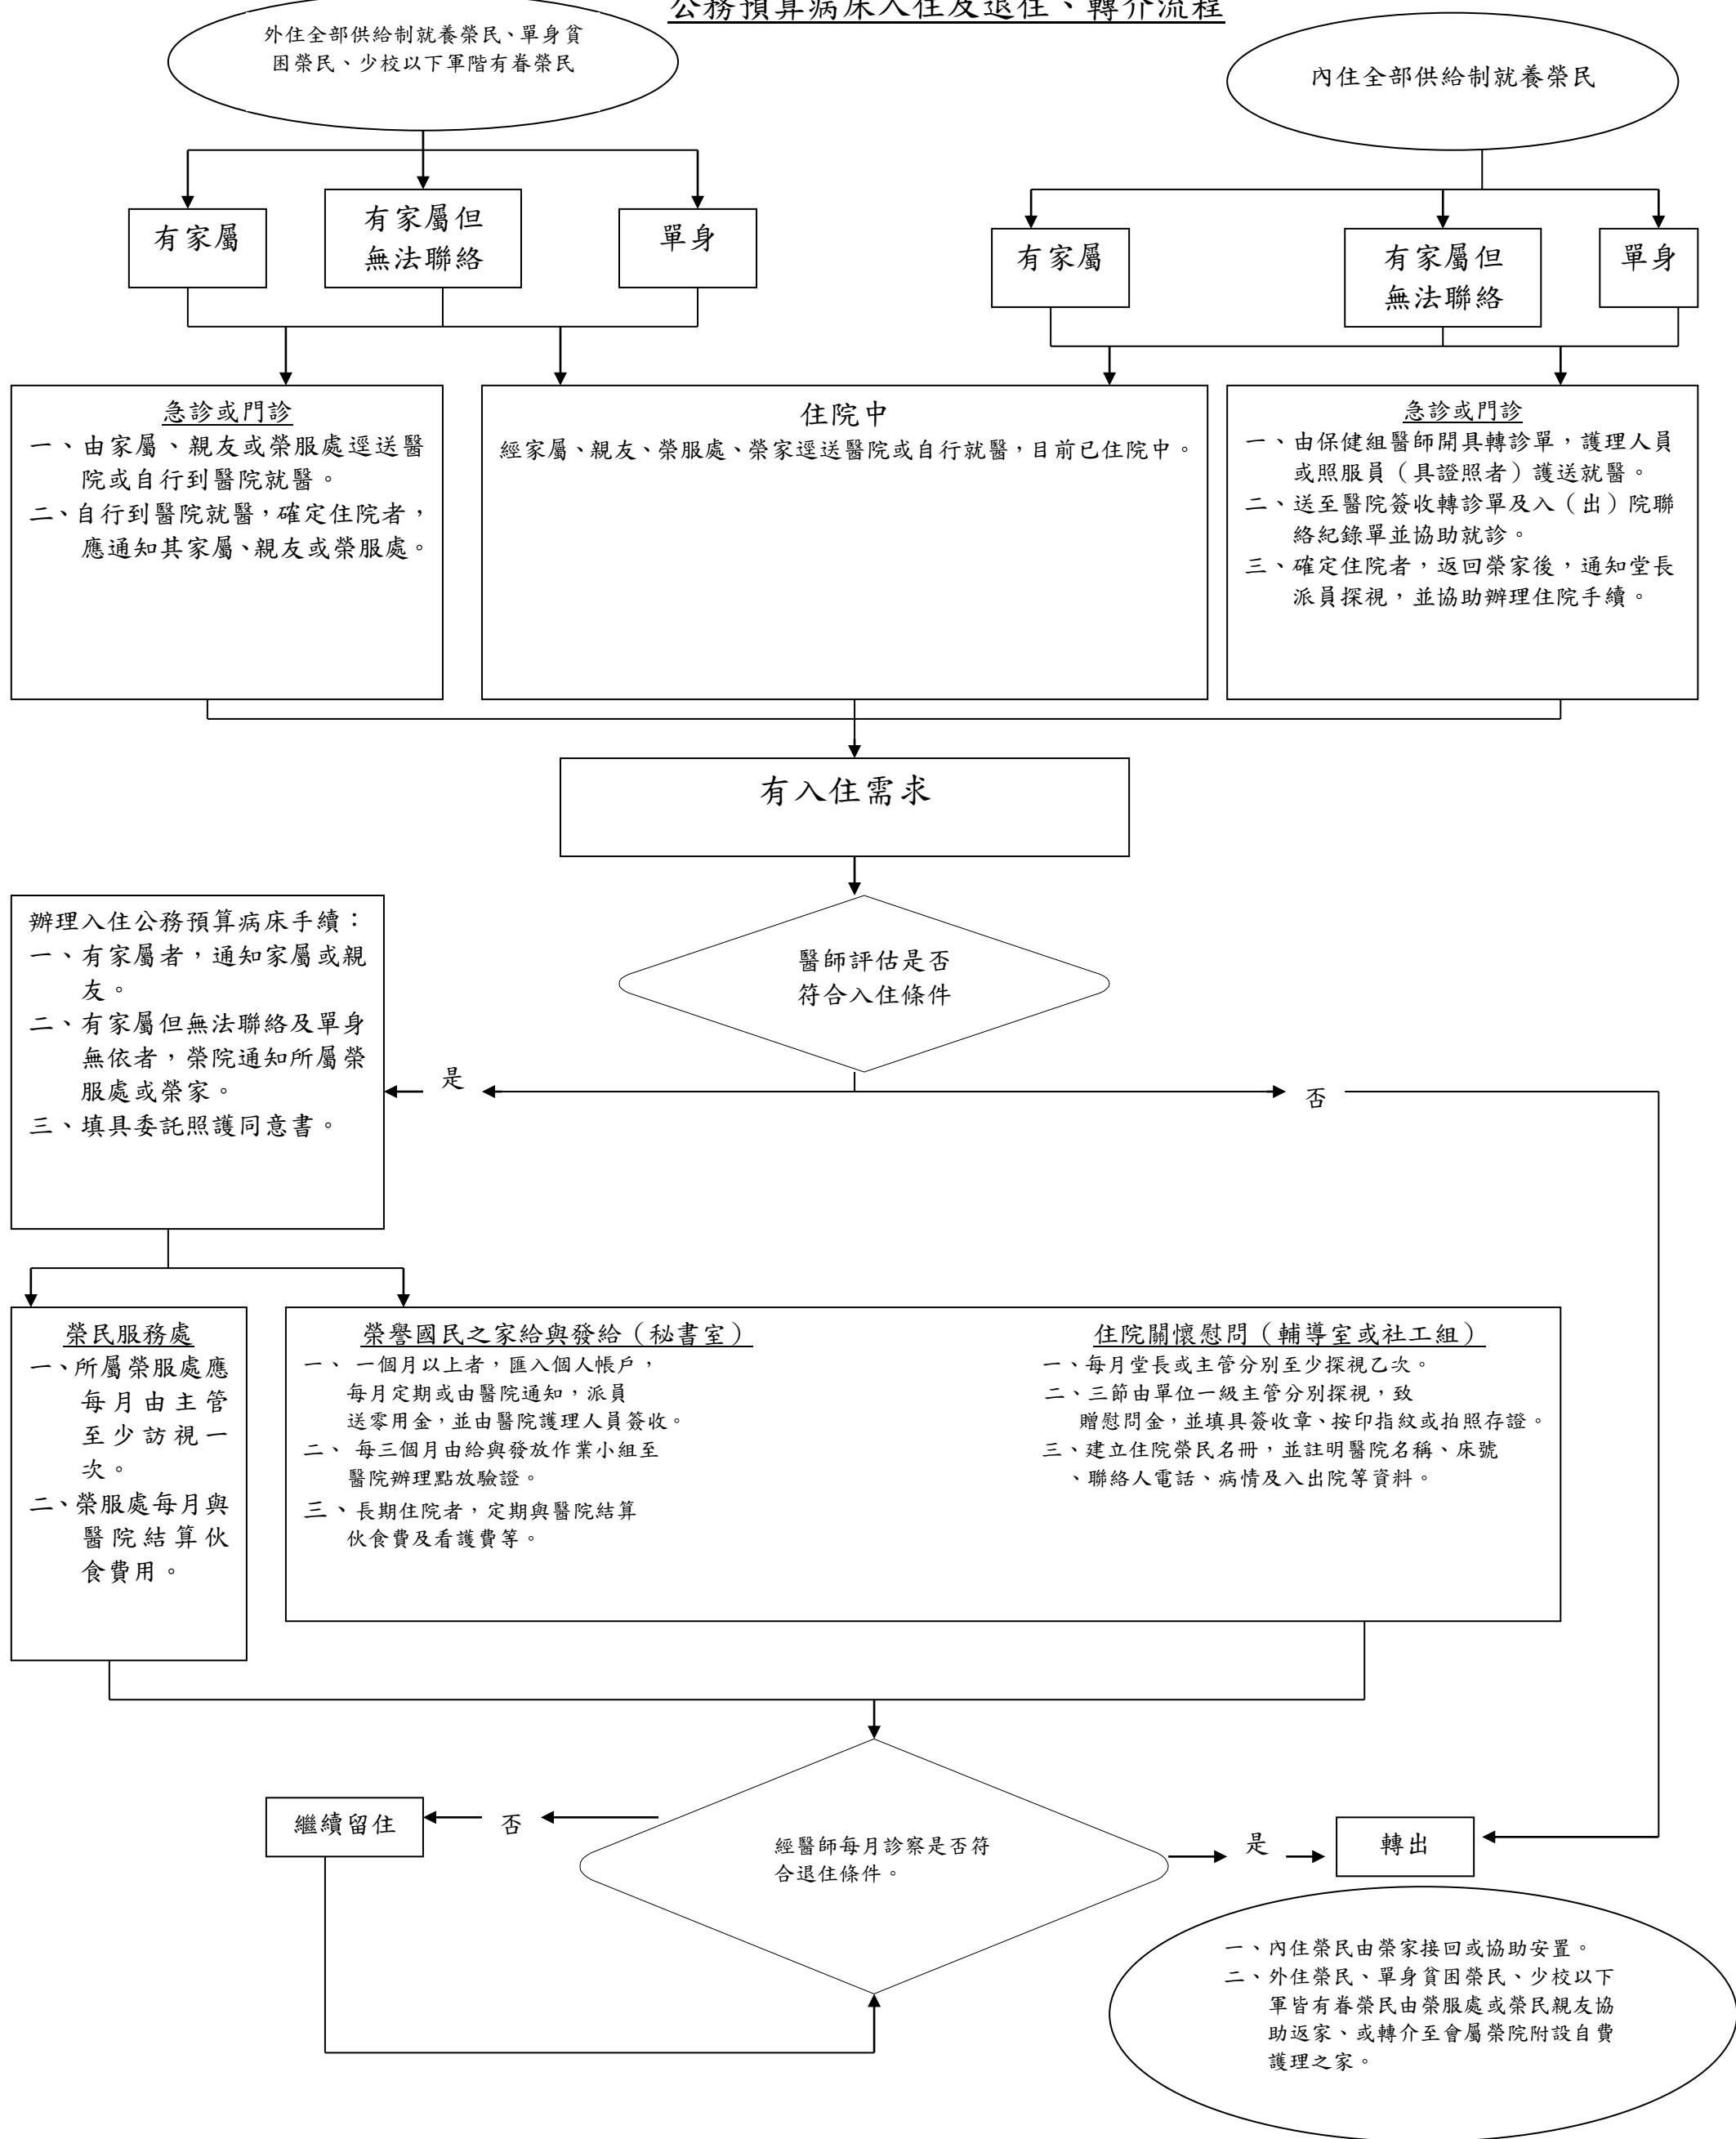 公務預算病床入住及退住、轉介流程
外住全部供給制就養榮民、單身貧
困榮民、少校以下軍階有眷榮民
內住全部供給制就養榮民
有家屬
有家屬但
無法聯絡
單身
有家屬
有家屬但
無法聯絡
單身
急診或門診
一、由家屬、親友或榮服處逕送醫
院或自行到醫院就醫。
二、自行到醫院就醫，確定住院者，
應通知其家屬、親友或榮服處。
住院中
經家屬、親友、榮服處、榮家逕送醫院或自行就醫，目前已住院中。
急診或門診
一、由保健組醫師開具轉診單，護理人員
或照服員（具證照者）護送就醫。
二、送至醫院簽收轉診單及入（出）院聯
絡紀錄單並協助就診。
三、確定住院者，返回榮家後，通知堂長
派員探視，並協助辦理住院手續。
有入住需求
醫師評估是否
符合入住條件
是
否
辦理入住公務預算病床手續：
一、有家屬者，通知家屬或親
友。
二、有家屬但無法聯絡及單身
無依者，榮院通知所屬榮
服處或榮家。
三、填具委託照護同意書。
榮民服務處
一、所屬榮服處應
每月由主管
至少訪視一
次。
二、榮服處每月與
醫院結算伙
食費用。
榮譽國民之家給與發給（秘書室）
一、 一個月以上者，匯入個人帳戶，
每月定期或由醫院通知，派員
送零用金，並由醫院護理人員簽收。
二、 每三個月由給與發放作業小組至
醫院辦理點放驗證。
三、長期住院者，定期與醫院結算
伙食費及看護費等。
住院關懷慰問（輔導室或社工組）
一、每月堂長或主管分別至少探視乙次。
二、三節由單位一級主管分別探視，致
贈慰問金，並填具簽收章、按印指紋或拍照存證。
三、建立住院榮民名冊，並註明醫院名稱、床號
、聯絡人電話、病情及入出院等資料。
經醫師每月診察是否符
合退住條件。
否
繼續留住
是
轉出
一、內住榮民由榮家接回或協助安置。
二、外住榮民、單身貧困榮民、少校以下
軍皆有眷榮民由榮服處或榮民親友協
助返家、或轉介至會屬榮院附設自費
護理之家。